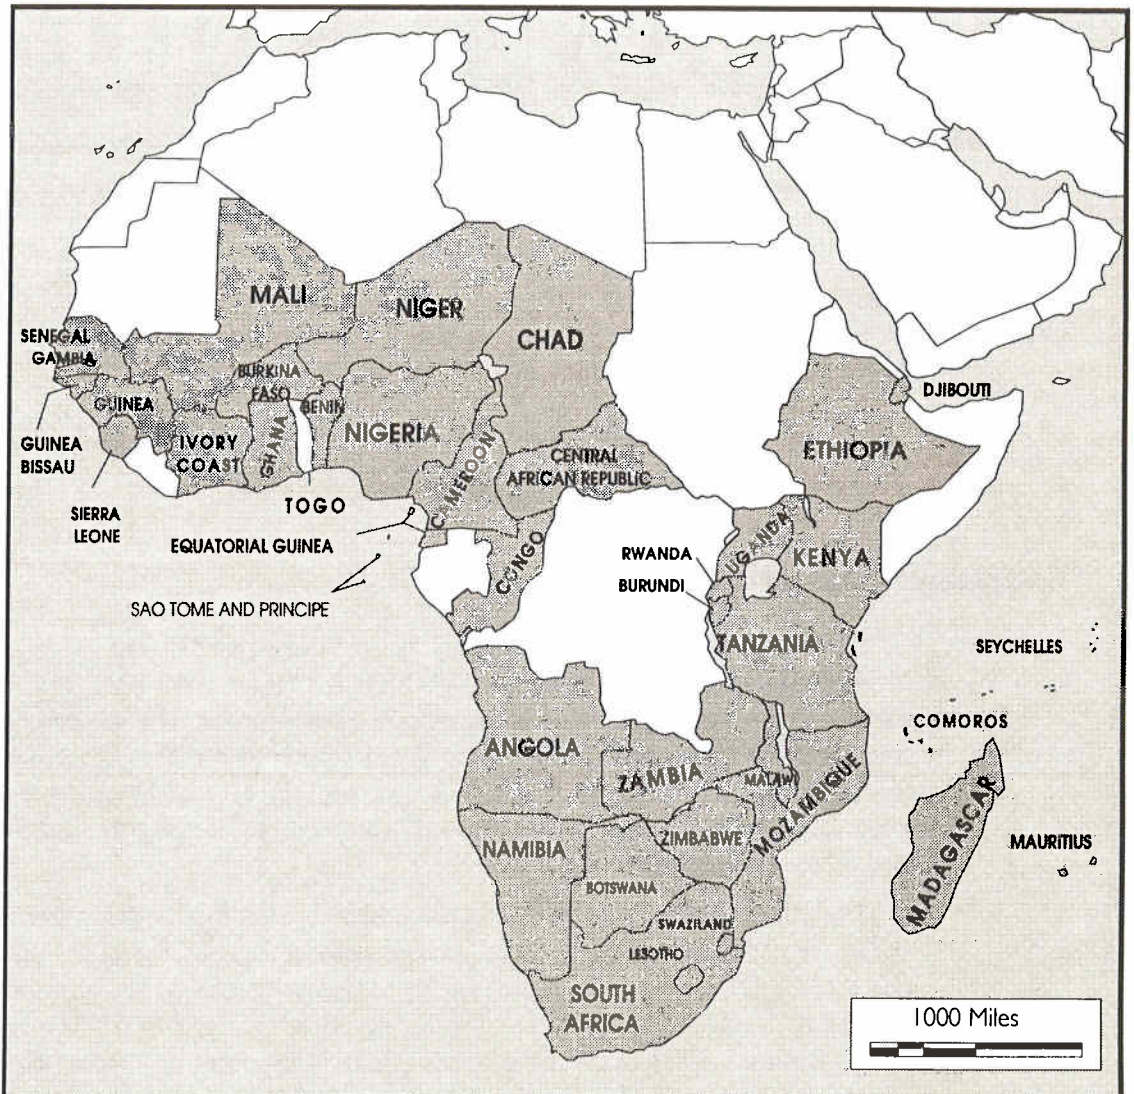 MALI
NIGER
CHAD
SENEGAL
GAMBIA
BURKINA
FASO
BENIN
DJIBOUTI
GUINEA
NIGERIA
GUINEA
BISSAU
IVORY
COAST
GHANA
CAMEROON
CENTRAL
AFRICAN REPUBLIC
ETHIOPIA
SIERRA
LEONE
TOGO
EQUATORIAL GUINEA
CONGO
UGANDA
KENYA
RWANDA
BURUNDI
SAO TOME AND PRINCIPE
TANZANIA
SEYCHELLES
COMOROS
ANGOLA
ZAMBIA
MALAWI
MOZAMBIQUE
MADAGASCAR
MAURITIUS
NAMIBIA
ZIMBABWE
BOTSWANA
SWAZILAND
LESOTHO
SOUTH
AFRICA
1000 Miles